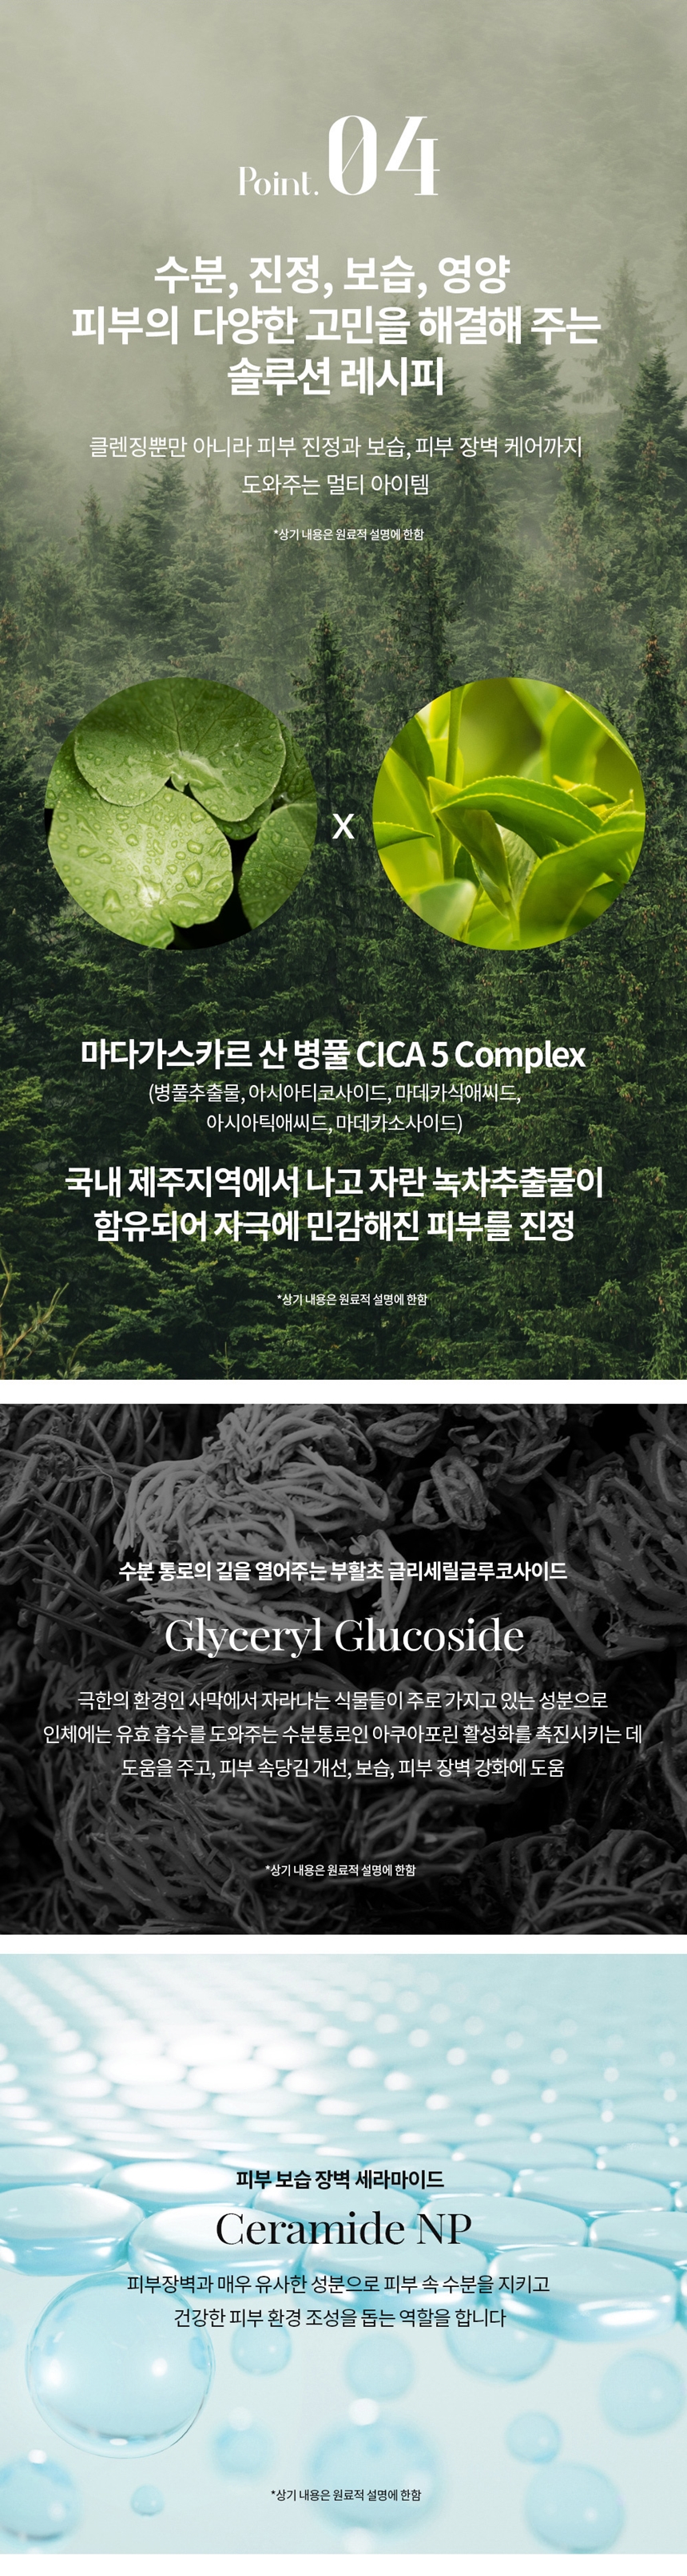 Point. 04
수분, 진정, 보습, 영양
피부의 다양한 고민을 해결해 주는
솔루션 레시피
클렌징뿐만 아니라 피부 진정과 보습, 피부 장벽 케어까지
도와주는 멀티 아이템
*상기 내용은 원료적 설명에 한함
X
마다가스카르 산 병풀 CICA 5 Complex
(병풀추출물, 아시아티코사이드, 마데카식애씨드,
아시아틱애씨드, 마데카소사이드)
국내 제주지역에서 나고 자란 녹차추출물이
함유되어 쟈극에 민감해진 피부를 진정
*상기 내용은 원료적 설명에 한함
수분 통로의 길을 열어주는 부활초 글리세릴글루코사이드
Glyceryl Glucoside
극한의 환경인 사막에서 자라나는 식물들이 주로 가지고 있는 성분으로
인체에는 유효 흡수를 도와주는 수분통로인 아쿠아포린 활성화를 촉진시키는 데
도움을 주고, 피부 속당김 개선, 보습, 피부 장벽 강화에 도움
*상기 내용은 원료적 설명에 한함
피부 보습 장벽 세라마이드
Ceramide NP
피부장벽과 매우 유사한 성분으로 피부 속 수분을 지키고
건강한 피부 환경 조성을 돕는 역할을 합니다
*상기 내용은 원료적 설명에 한함